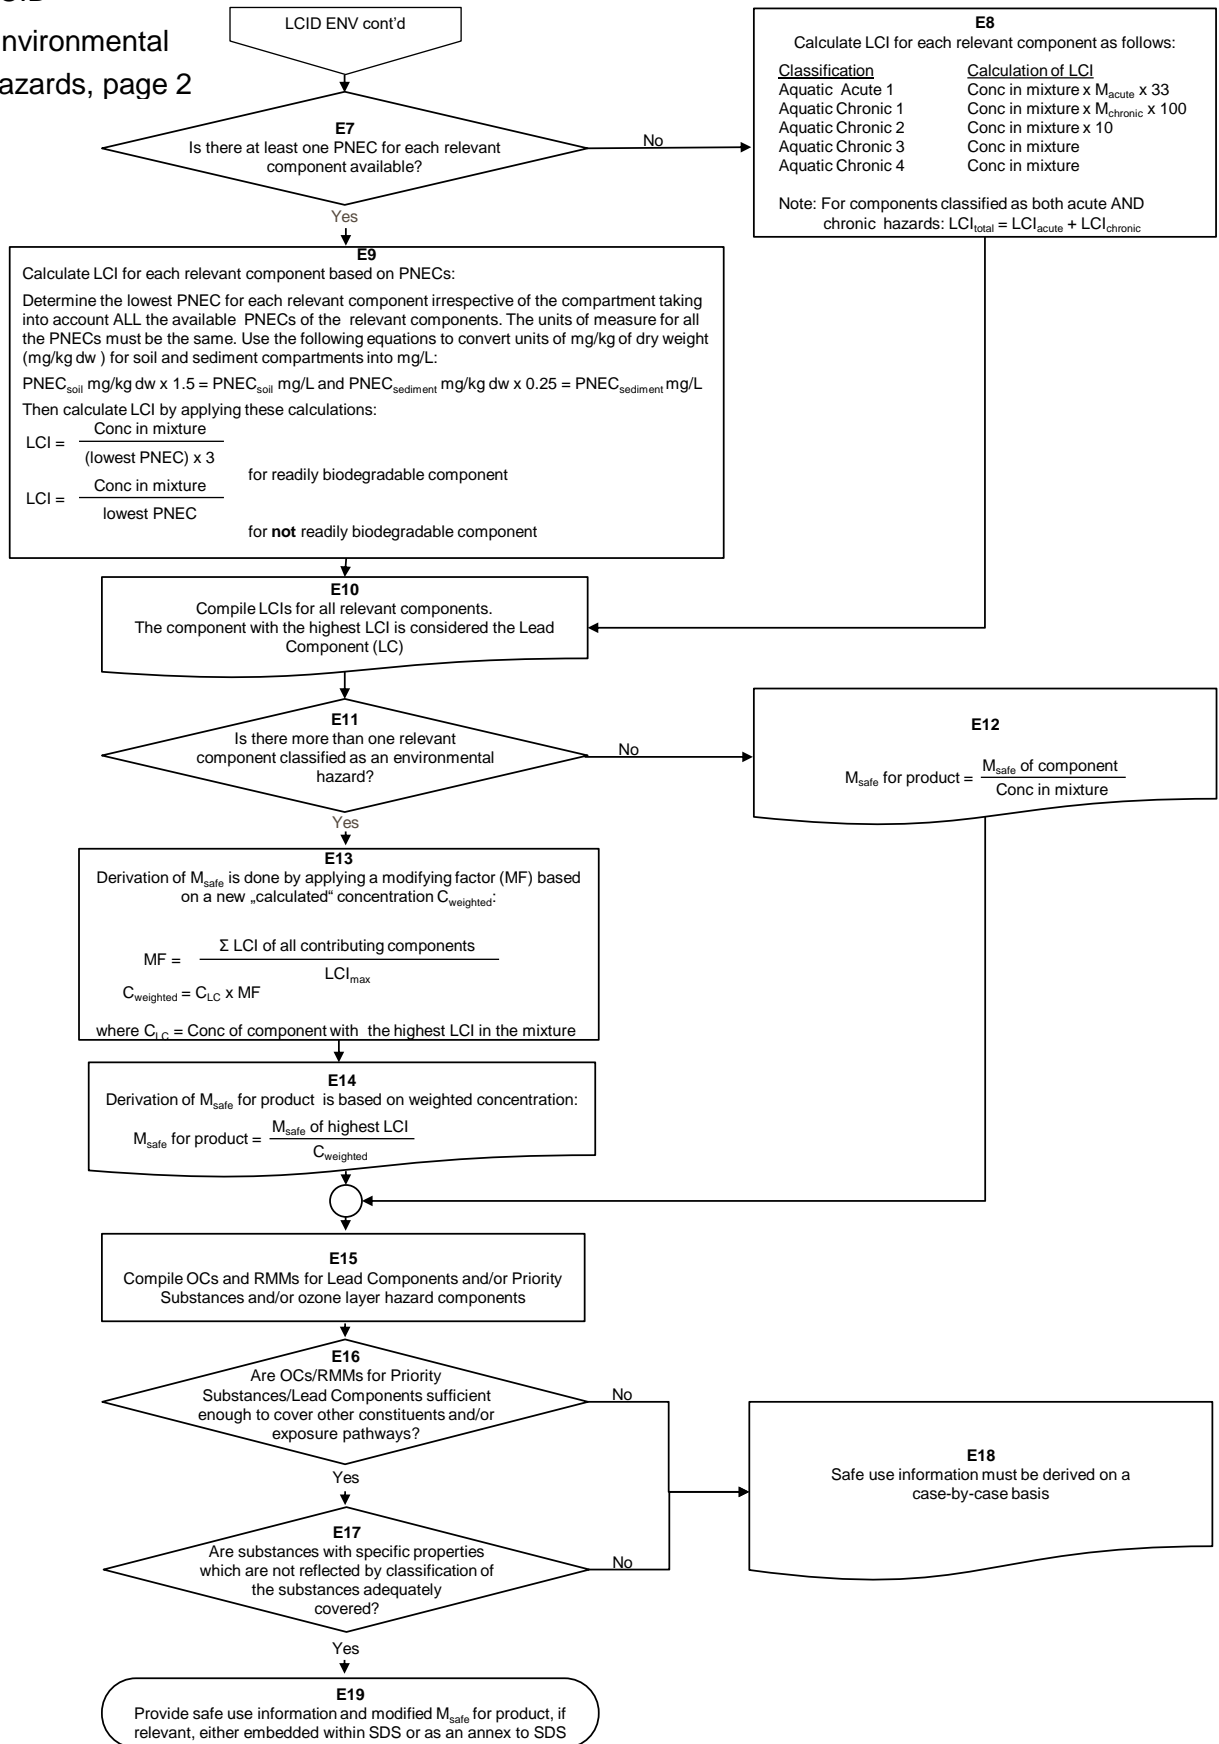 nvironmental
azards, page 2
LCID ENV cont'd
E7
Is there at least one PNEC for each relevant
component available?
No
Yes
E8
Calculate LCI for each relevant component as follows:
Classification Calculation of LCI
Aquatic Acute 1 Conc in mixture x Macute x 33
Aquatic Chronic 1 Conc in mixture x Mchronic x 100
Aquatic Chronic 2 Conc in mixture x 10
Aquatic Chronic 3 Conc in mixture
Aquatic Chronic 4 Conc in mixture
Note: For components classified as both acute AND
chronic hazards: LCItotal = LCIacute + LCIchronic
E9
Calculate LCI for each relevant component based on PNECs:
Determine the lowest PNEC for each relevant component irrespective of the compartment taking
into account ALL the available PNECs of the relevant components. The units of measure for all
the PNECs must be the same. Use the following equations to convert units of mg/kg of dry weight
(mg/kg dw ) for soil and sediment compartments into mg/L:
PNECsoil mg/kg dw x 1.5 = PNECsoil mg/L and PNECsediment mg/kg dw x 0.25 = PNECsediment mg/L
Then calculate LCI by applying these calculations:
LCI =
Conc in mixture
(lowest PNEC) x 3
for readily biodegradable component
LCI =
Conc in mixture
lowest PNEC
for not readily biodegradable component
E10
Compile LCIs for all relevant components.
The component with the highest LCI is considered the Lead
Component (LC)
E11
Is there more than one relevant
component classified as an environmental
hazard?
No
Yes
E12
Msafe for product =
Msafe of component
Conc in mixture
E13
Derivation of Msafe is done by applying a modifying factor (MF) based
on a new „calculated“ concentration Cweighted:
MF =
Σ LCI of all contributing components
LCImax
Cweighted = CLC x MF
where CLC = Conc of component with the highest LCI in the mixture
E14
Derivation of Msafe for product is based on weighted concentration:
Msafe for product =
Msafe of highest LCI
Cweighted
E15
Compile OCs and RMMs for Lead Components and/or Priority
Substances and/or ozone layer hazard components
E16
Are OCs/RMMs for Priority
Substances/Lead Components sufficient
enough to cover other constituents and/or
exposure pathways?
No
Yes
E18
Safe use information must be derived on a
case-by-case basis
E17
Are substances with specific properties
which are not reflected by classification of
the substances adequately
covered?
No
Yes
E19
Provide safe use information and modified Msafe for product, if
relevant, either embedded within SDS or as an annex to SDS